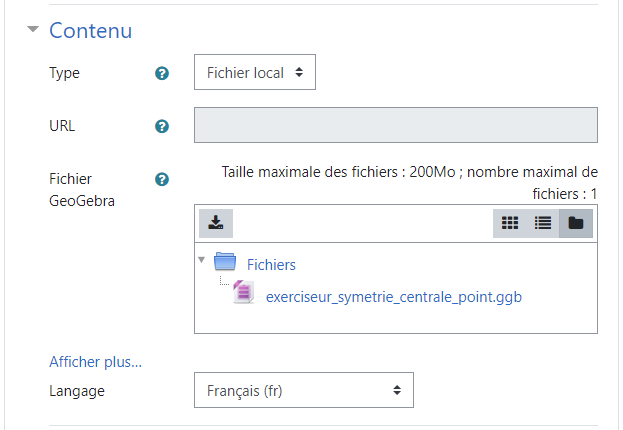 Contenu
Type
Fichier local
URL
Fichier
GeoGebra
Taille maximale des fichiers : 200Mo ; nombre maximal de
fichiers : 1
Fichiers
exerciseur_symetrie_centrale_point.ggb
Afficher plus...
Langage
Français (fr)